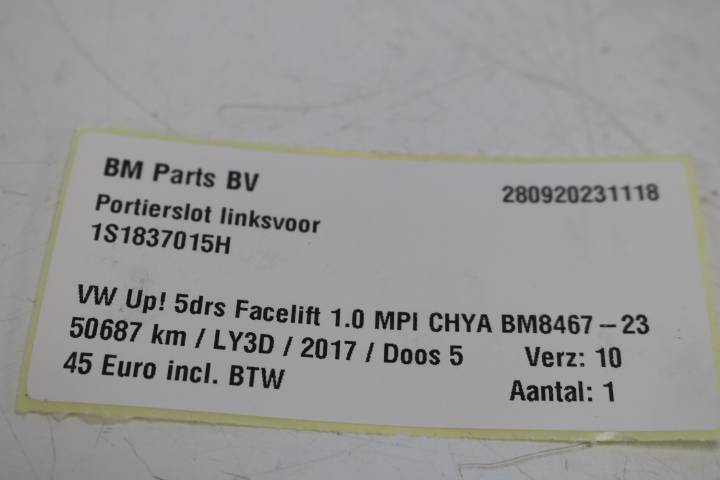 BM Parts BV 280920231118
Portierslot linksvoor
1S1837015H
VW Up! 5drs Facelift 1.0 MPI CHYA BM8467-23
50687 km / LY3D / 2017 / Doos 5 Verz: 10
45 Euro incl. BTW Aantal: 1